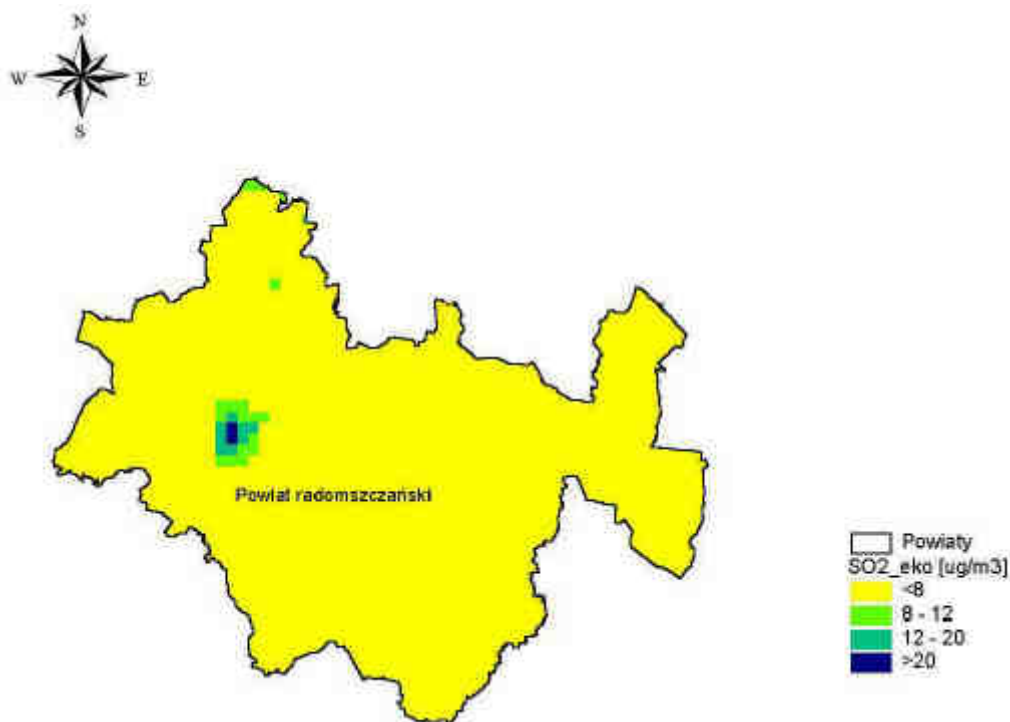 N
W E
S
Powiat radomszczański
Powiaty
SO2_eko [ug/m3]
<8
8 - 12
12 - 20
>20